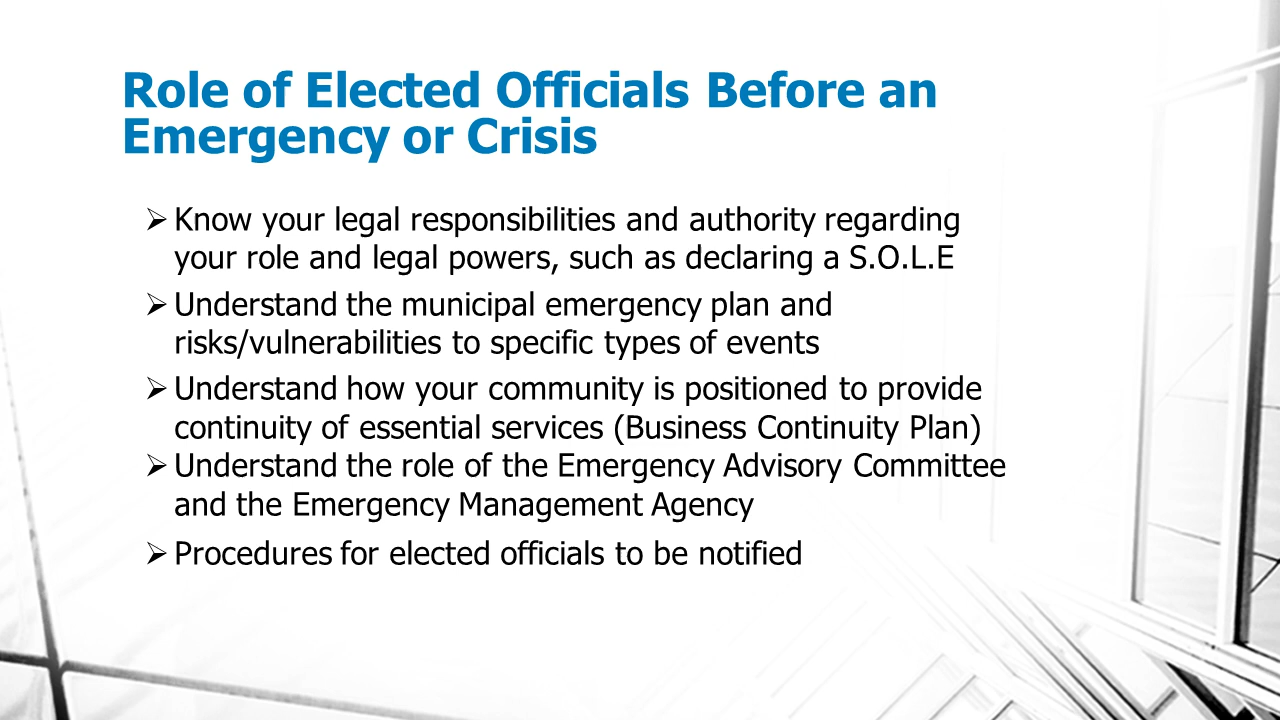 Role of Elected Officials Before an
Emergency or Crisis
➢ Know your legal responsibilities and authority regarding
your role and legal powers, such as declaring a S.O.L.E
➢ Understand the municipal emergency plan and
risks/vulnerabilities to specific types of events
➢ Understand how your community is positioned to provide
continuity of essential services (Business Continuity Plan)
➢ Understand the role of the Emergency Advisory Committee
and the Emergency Management Agency
➢ Procedures for elected officials to be notified